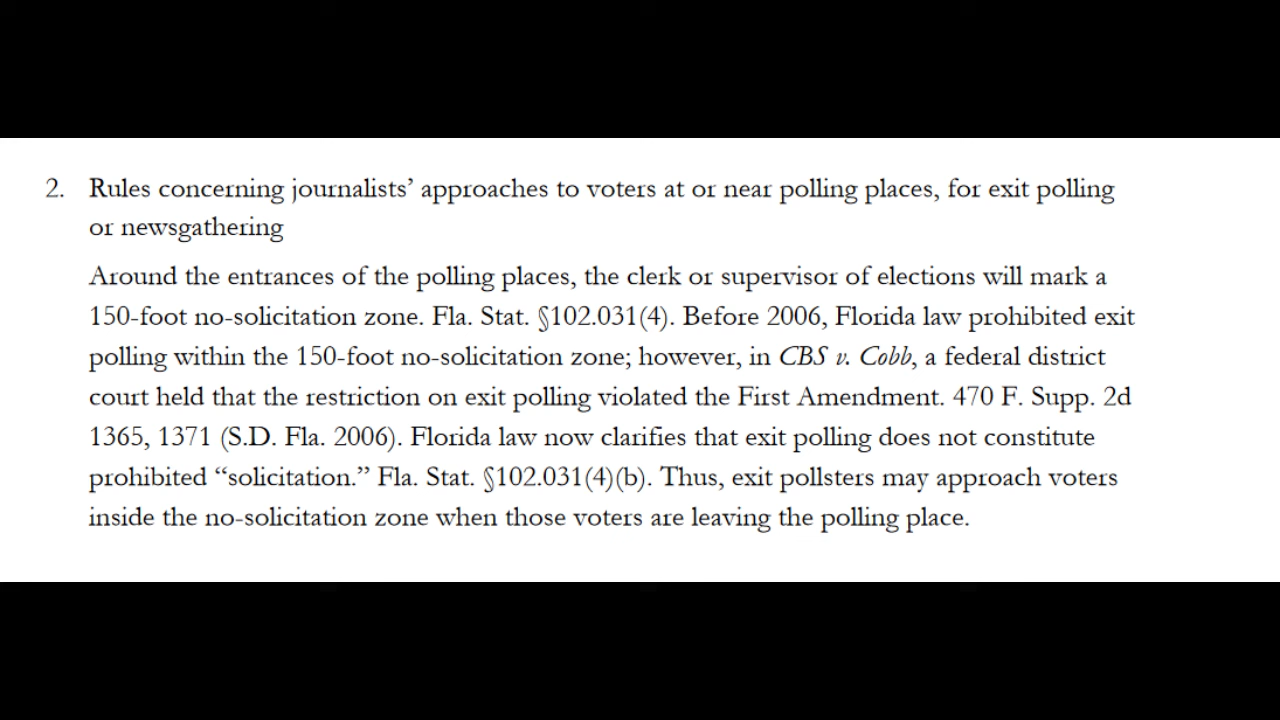 2. Rules concerning journalists’ approaches to voters at or near polling places, for exit polling
or newsgathering
Around the entrances of the polling places, the clerk or supervisor of elections will mark a
150-foot no-solicitation zone. Fla. Stat. §102.031(4). Before 2006, Florida law prohibited exit
polling within the 150-foot no-solicitation zone; however, in CBS v. Cobb, a federal district
court held that the restriction on exit polling violated the First Amendment. 470 F. Supp. 2d
1365, 1371 (S.D. Fla. 2006). Florida law now clarifies that exit polling does not constitute
prohibited “solicitation.” Fla. Stat. §102.031(4)(b). Thus, exit pollsters may approach voters
inside the no-solicitation zone when those voters are leaving the polling place.